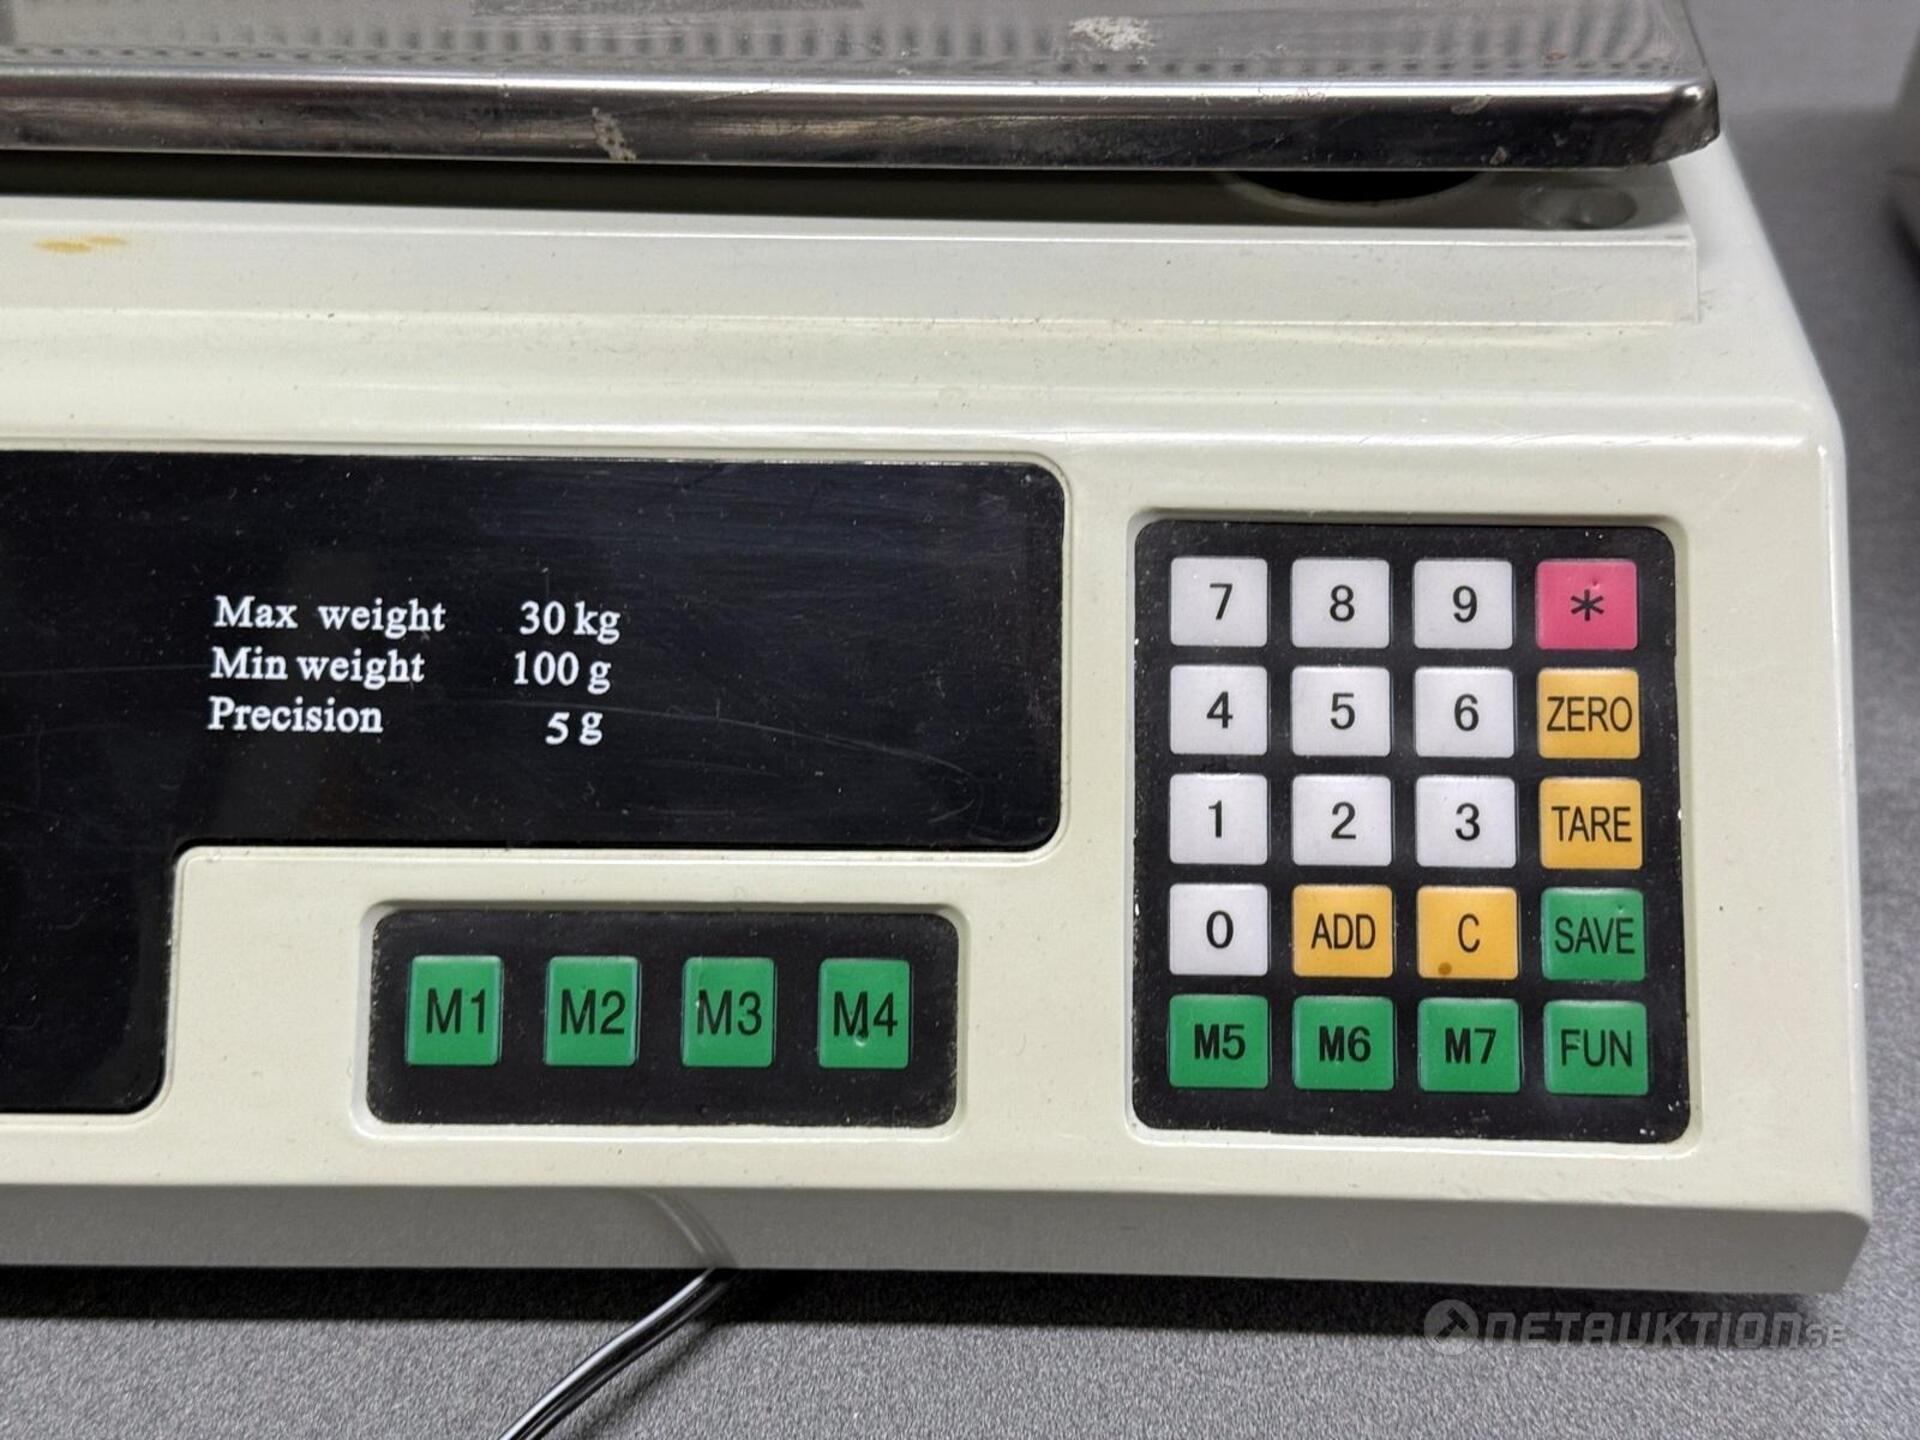 Max weight 30 kg
Min weight 100 g
Precision 5 g
7 8 9 *
4 5 6 ZERO
1 2 3 TARE
0 ADD C SAVE
M5 M6 M7 FUN
M1 M2 M3 M4
NETAUKTION.SE